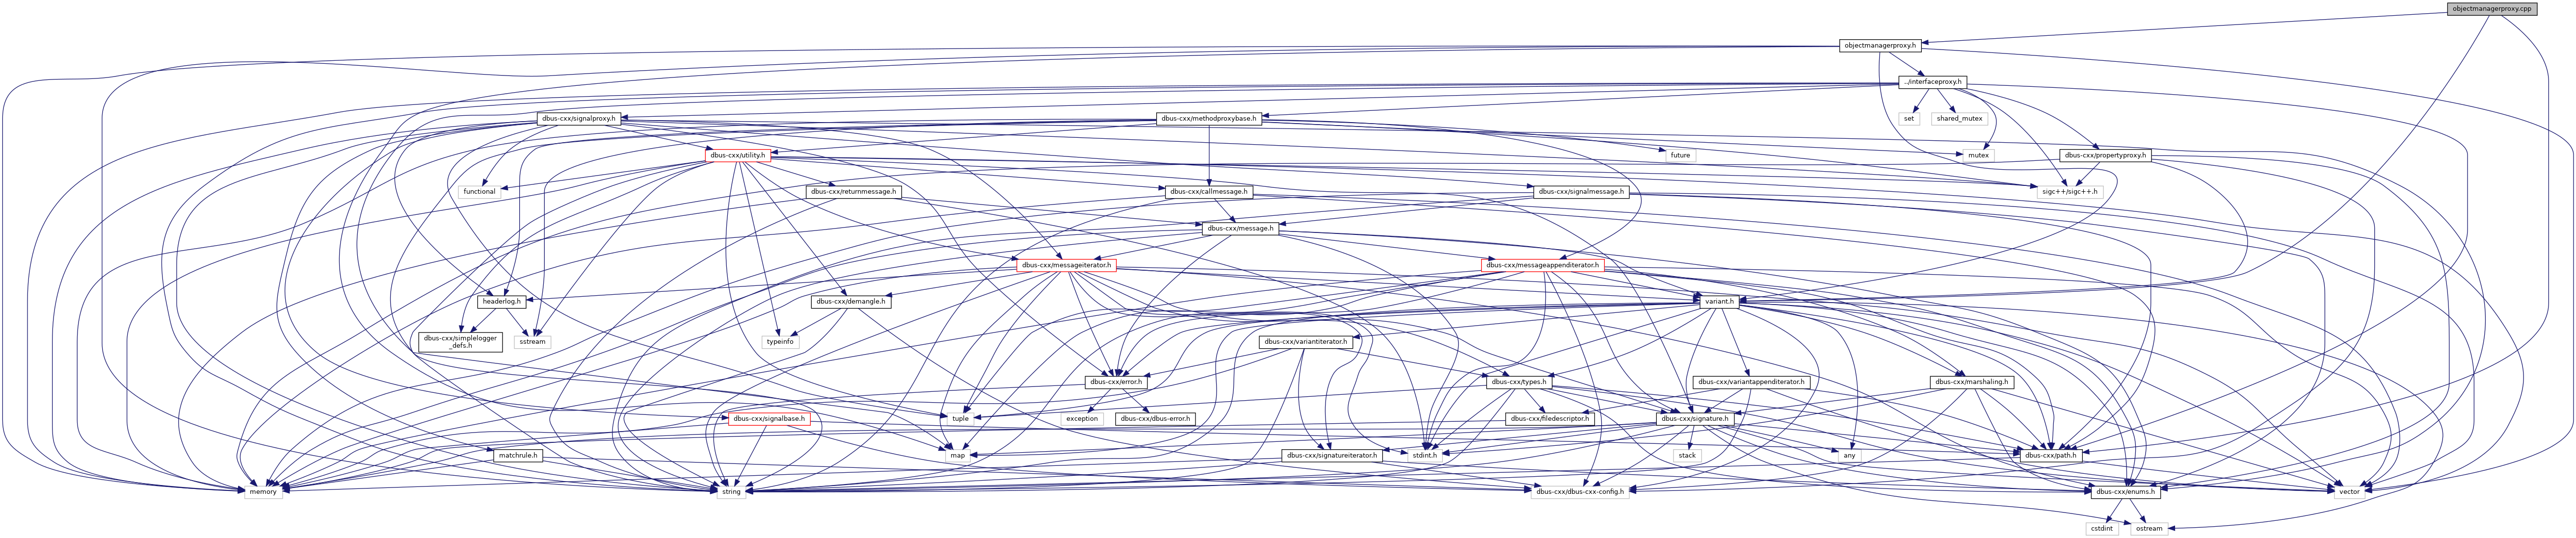 objectmanagerproxy.cpp
objectmanagerproxy.h
../interfaceproxy.h
dbus-cxx/signalproxy.h
dbus-cxx/methodproxybase.h
set
shared_mutex
dbus-cxx/utility.h
future
mutex
dbus-cxx/propertyproxy.h
functional
dbus-cxx/returnmessage.h
dbus-cxx/callmessage.h
dbus-cxx/signalmessage.h
sigc++/sigc++.h
dbus-cxx/message.h
dbus-cxx/messageiterator.h
dbus-cxx/messageappenditerator.h
headerlog.h
dbus-cxx/demangle.h
variant.h
dbus-cxx/simplelogger
_defs.h
sstream
typeinfo
dbus-cxx/variantiterator.h
dbus-cxx/error.h
dbus-cxx/types.h
dbus-cxx/variantappenditerator.h
dbus-cxx/marshaling.h
dbus-cxx/signalbase.h
tuple
exception
dbus-cxx/dbus-error.h
dbus-cxx/filedescriptor.h
dbus-cxx/signature.h
matchrule.h
map
dbus-cxx/signatureiterator.h
stdint.h
stack
any
dbus-cxx/path.h
memory
string
dbus-cxx/dbus-cxx-config.h
dbus-cxx/enums.h
vector
cstdint
ostream